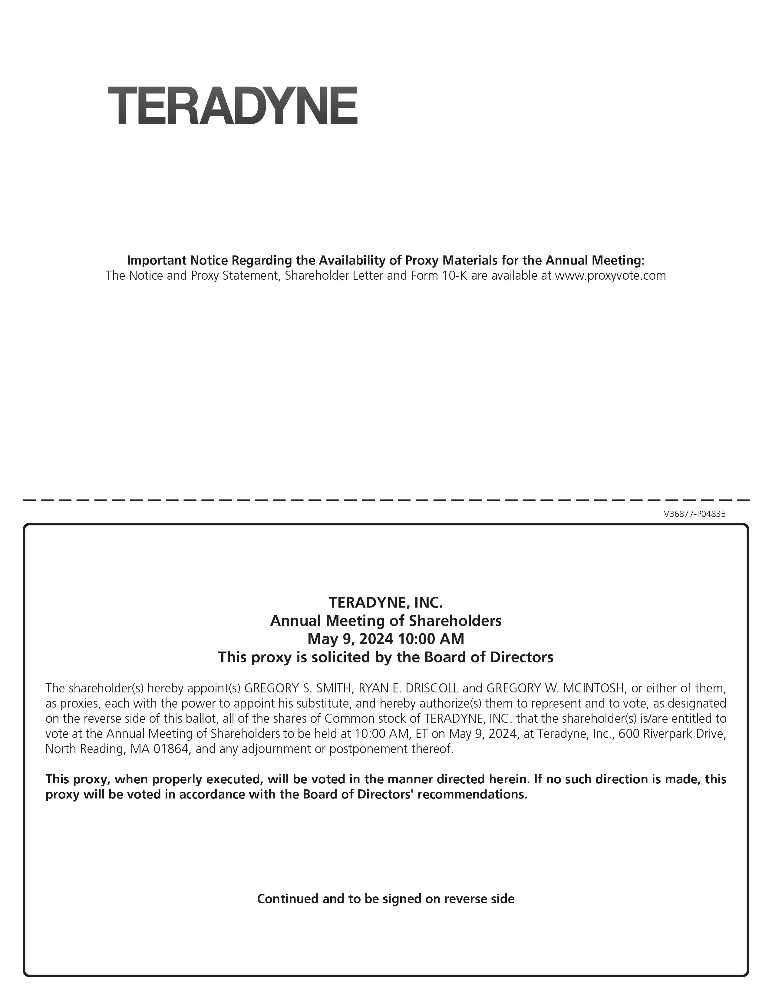 TERADYNE
Important Notice Regarding the Availability of Proxy Materials for the Annual Meeting:
The Notice and Proxy Statement, Shareholder Letter and Form 10-K are available at www.proxyvote.com
V36877-P04835
TERADYNE, INC.
Annual Meeting of Shareholders
May 9, 2024 10:00 AM
This proxy is solicited by the Board of Directors
The shareholder(s) hereby appoint(s) GREGORY S. SMITH, RYAN E. DRISCOLL and GREGORY W. MCINTOSH, or either of them,
as proxies, each with the power to appoint his substitute, and hereby authorize(s) them to represent and to vote, as designated
on the reverse side of this ballot, all of the shares of Common stock of TERADYNE, INC. that the shareholder(s) is/are entitled to
vote at the Annual Meeting of Shareholders to be held at 10:00 AM, ET on May 9, 2024, at Teradyne, Inc., 600 Riverpark Drive,
North Reading, MA 01864, and any adjournment or postponement thereof.
This proxy, when properly executed, will be voted in the manner directed herein. If no such direction is made, this
proxy will be voted in accordance with the Board of Directors' recommendations.
Continued and to be signed on reverse side